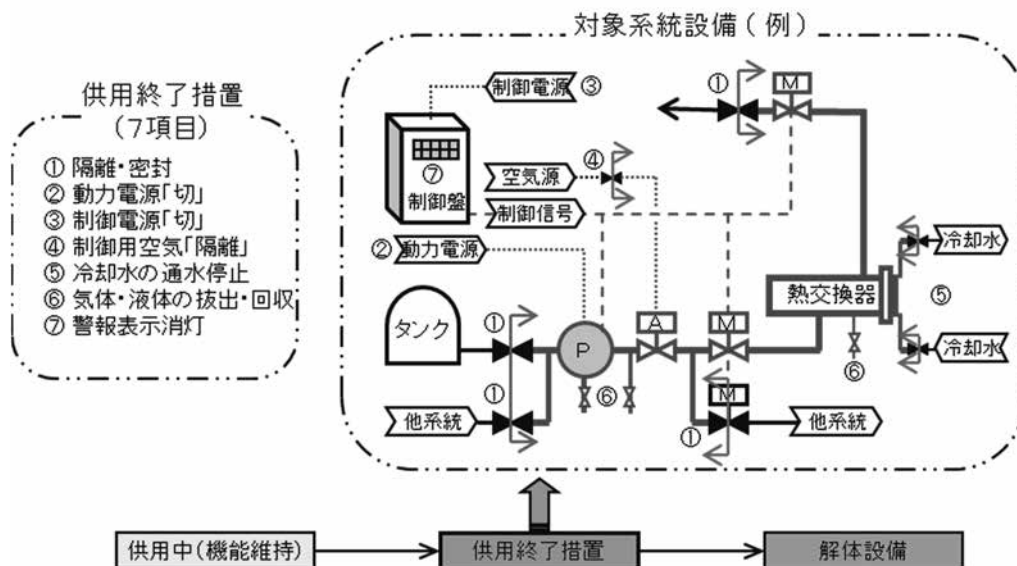 対象系統設備(例)
供用終了措置
(7項目)
① 隔離・密封
② 動力電源「切」
③ 制御電源「切」
④ 制御用空気「隔離」
⑤ 冷却水の通水停止
⑥ 気体・液体の抜出・回収
⑦ 警報表示消灯
制御電源 ③
① M
⑦
制御盤
空気源 ④
制御信号
② 動力電源
冷却水
熱交換器 ⑤
冷却水
タンク ① P A M
⑥
① ⑥ M
他系統 ① 他系統
供用中(機能維持) 供用終了措置 解体設備